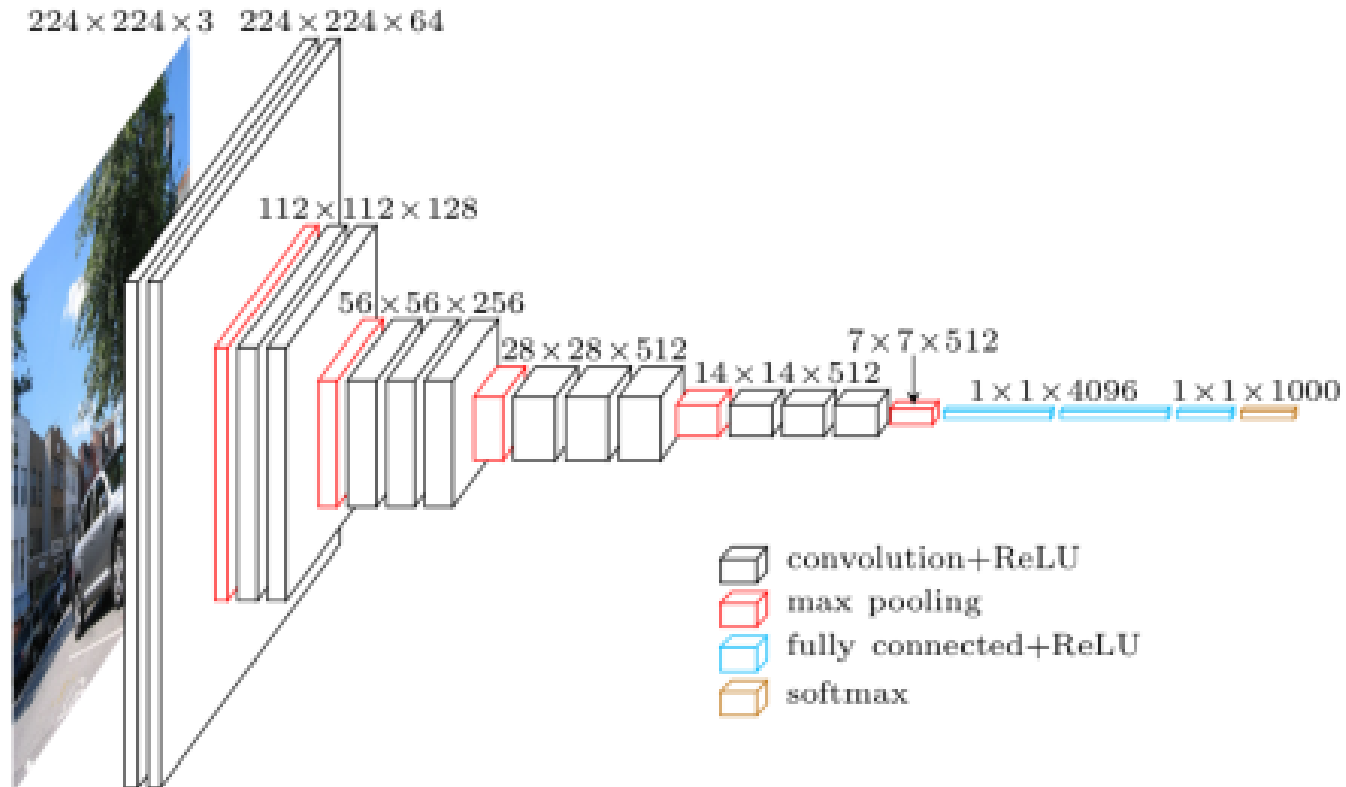 224×224×3
224×224×64
112×112×128
56×56×256
28×28×512
14×14×512
7×7×512
1×1×4096
1×1×1000
convolution+ReLU
max pooling
fully connected+ReLU
softmax